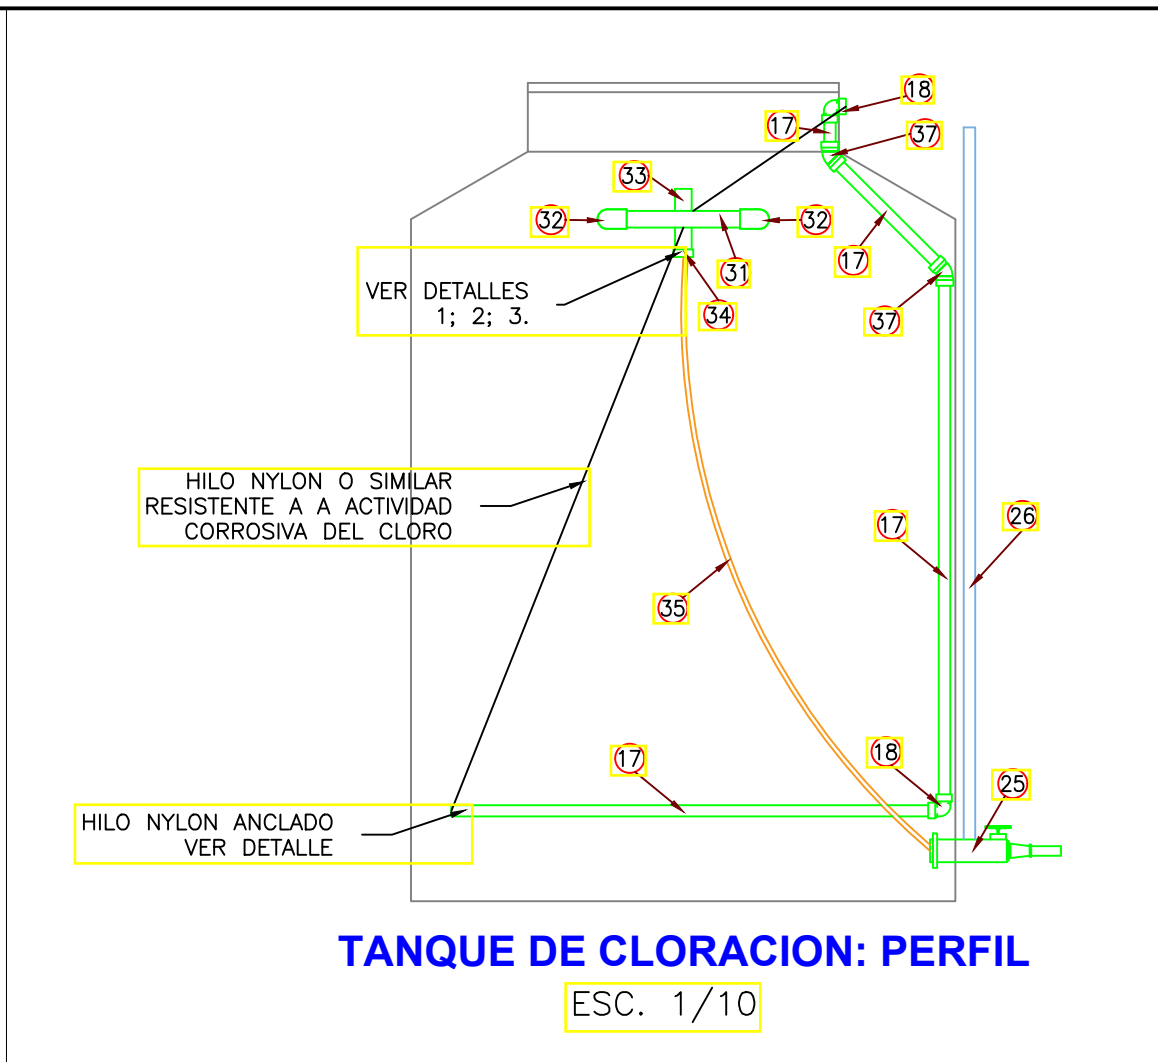 18
17
37
33
32
32
17
31
VER DETALLES
1; 2; 3.
34
37
HILO NYLON O SIMILAR
RESISTENTE A A ACTIVIDAD
CORROSIVA DEL CLORO
17
26
35
17
18
25
HILO NYLON ANCLADO
VER DETALLE
TANQUE DE CLORACION: PERFIL
ESC. 1/10